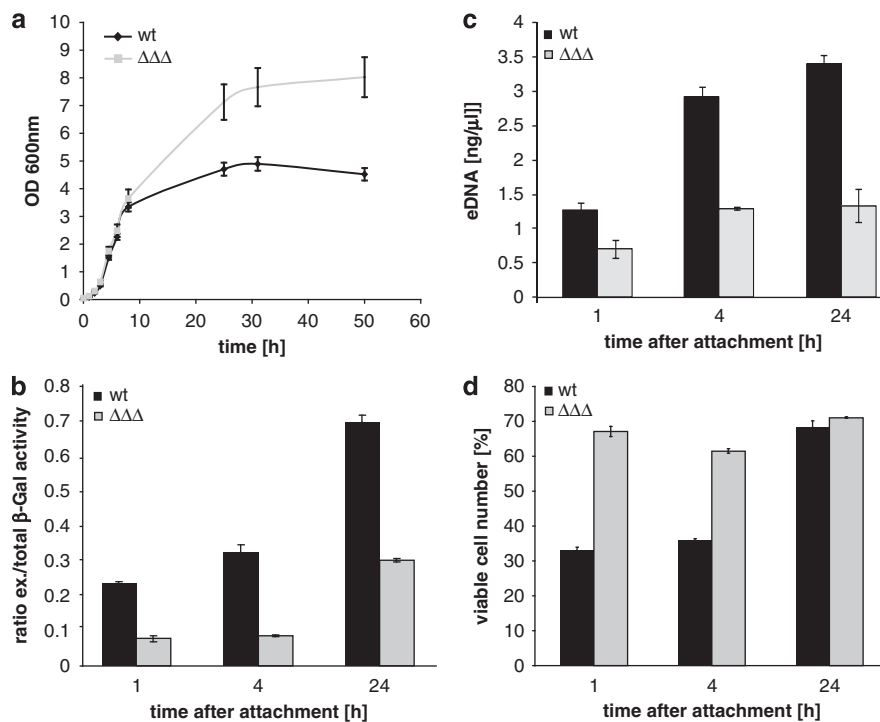 a
wt
ΔΔΔ
10
9
8
7
6
5
4
3
2
1
0
OD 600nm
0 10 20 30 40 50 60
time [h]
b
wt
ΔΔΔ
0.8
0.7
0.6
0.5
0.4
0.3
0.2
0.1
0
ratio ex./total β-Gal activity
1 4 24
time after attachment [h]
c
wt
ΔΔΔ
4
3.5
3
2.5
2
1.5
1
0.5
0
eDNA [ng/µl]]
1 4 24
time after attachment [h]
d
wt
ΔΔΔ
80
70
60
50
40
30
20
10
0
viable cell number [%]
1 4 24
time after attachment [h]